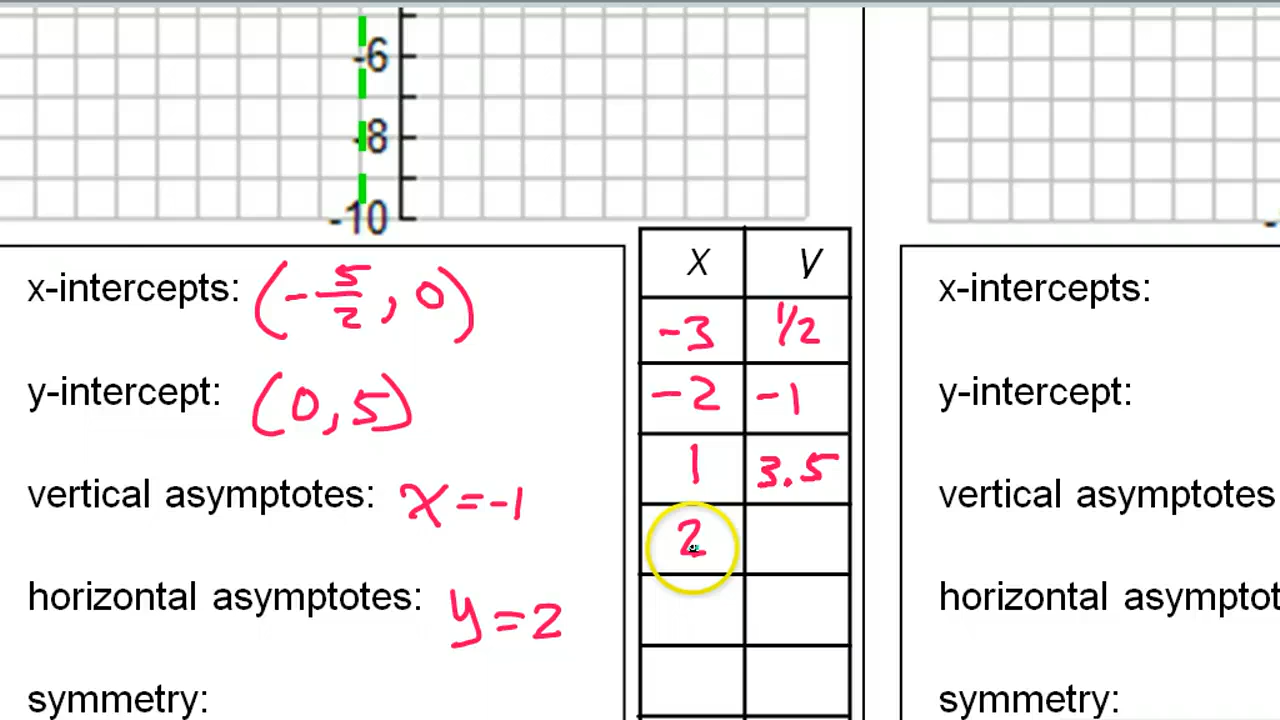 -6
-8
-10
x-intercepts: (-5/2, 0)
y-intercept: (0, 5)
vertical asymptotes: x = -1
horizontal asymptotes: y = 2
symmetry:
x y
-3 1/2
-2 -1
1 3.5
2
x-intercepts:
y-intercept:
vertical asymptotes
horizontal asymptot
symmetry: